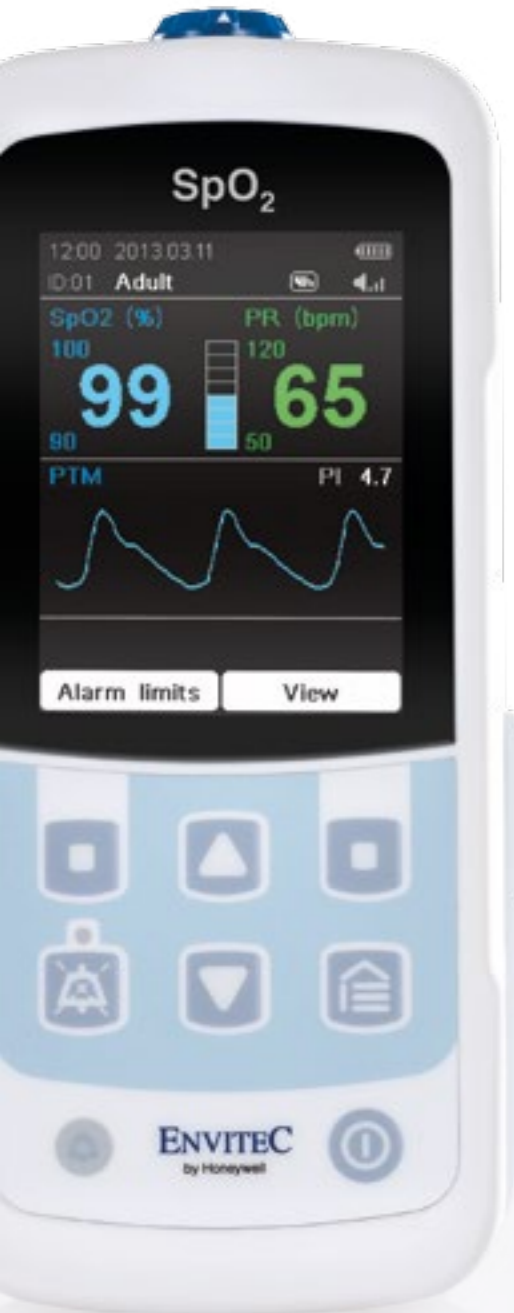 SpO₂
12:00 2013.03.11
ID:01 Adult
SpO2 (%) PR (bpm)
100 120
99 65
90 50
PTM PI 4.7
Alarm limits View
ENVITEC
by Honeywell